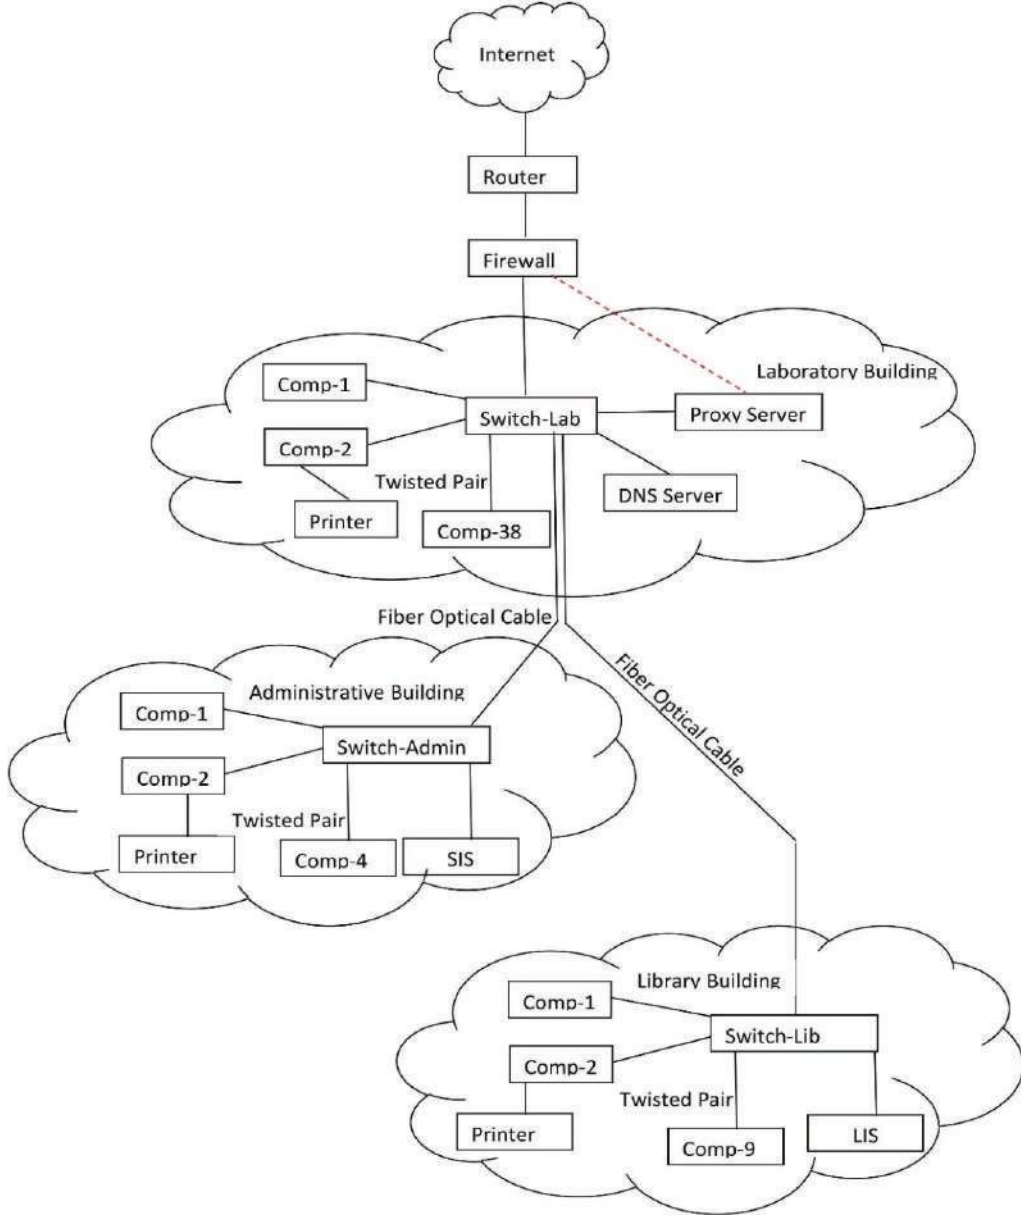 Internet
Router
Firewall
Laboratory Building
Comp-1
Switch-Lab
Proxy Server
Comp-2
Twisted Pair
DNS Server
Printer
Comp-38
Fiber Optical Cable
Fiber Optical Cable
Administrative Building
Comp-1
Switch-Admin
Comp-2
Twisted Pair
Printer
Comp-4
SIS
Library Building
Comp-1
Switch-Lib
Comp-2
Twisted Pair
Printer
Comp-9
LIS